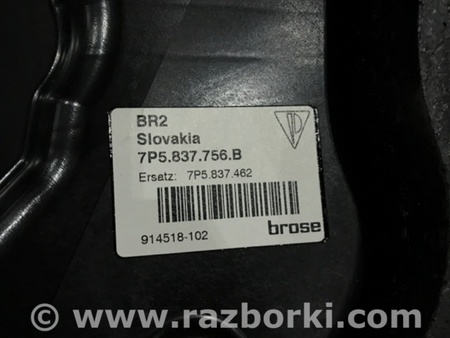 BR2
Slovakia
7P5.837.756.B
Ersatz: 7P5.837.462
914518-102
brose
© www.razborki.com